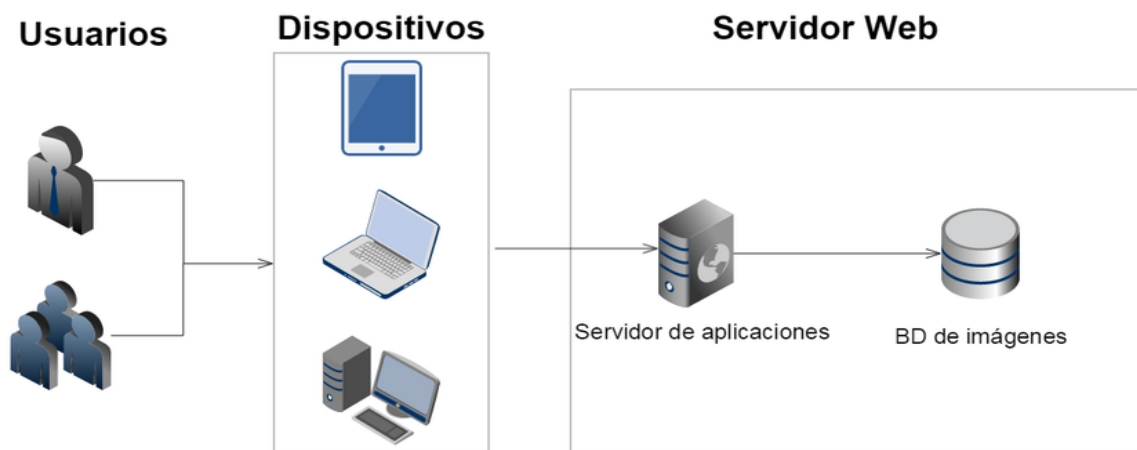 Usuarios
Dispositivos
Servidor Web
Servidor de aplicaciones
BD de imágenes